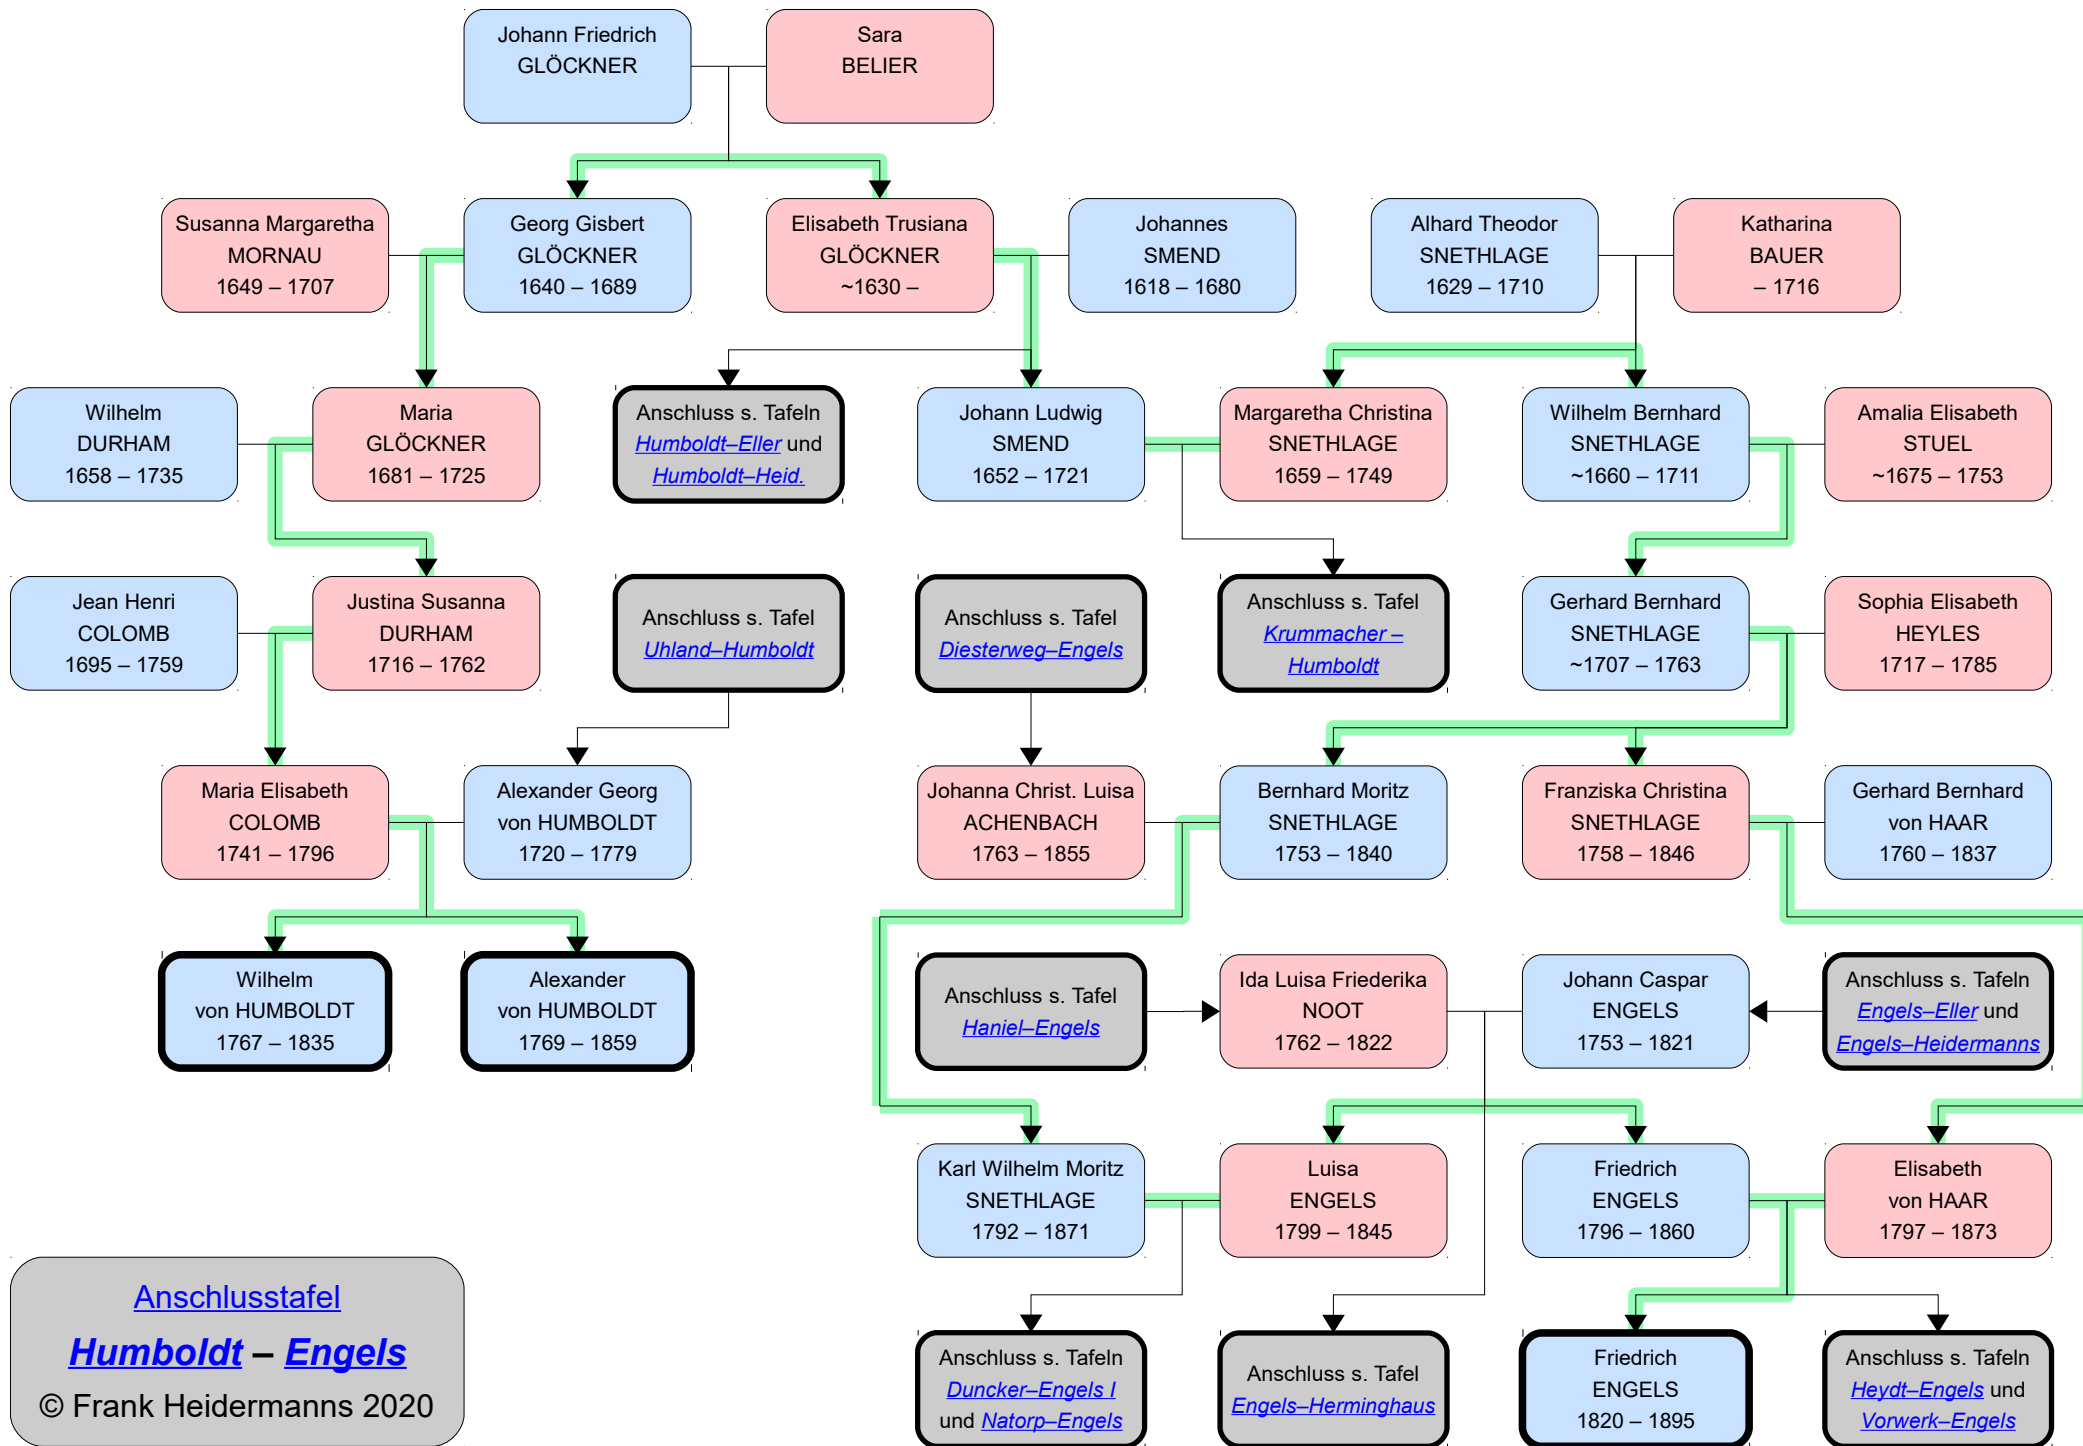 Johann Friedrich
GLÖCKNER
Sara
BELIER
Susanna Margaretha
MORNAU
1649 – 1707
Georg Gisbert
GLÖCKNER
1640 – 1689
Elisabeth Trusiana
GLÖCKNER
~1630 –
Johannes
SMEND
1618 – 1680
Alhard Theodor
SNETHLAGE
1629 – 1710
Katharina
BAUER
– 1716
Wilhelm
DURHAM
1658 – 1735
Maria
GLÖCKNER
1681 – 1725
Anschluss s. Tafeln
Humboldt–Eller und
Humboldt–Heid.
Johann Ludwig
SMEND
1652 – 1721
Margaretha Christina
SNETHLAGE
1659 – 1749
Wilhelm Bernhard
SNETHLAGE
~1660 – 1711
Amalia Elisabeth
STUEL
~1675 – 1753
Jean Henri
COLOMB
1695 – 1759
Justina Susanna
DURHAM
1716 – 1762
Anschluss s. Tafel
Uhland–Humboldt
Anschluss s. Tafel
Diesterweg–Engels
Anschluss s. Tafel
Krummacher –
Humboldt
Gerhard Bernhard
SNETHLAGE
~1707 – 1763
Sophia Elisabeth
HEYLES
1717 – 1785
Maria Elisabeth
COLOMB
1741 – 1796
Alexander Georg
von HUMBOLDT
1720 – 1779
Johanna Christ. Luisa
ACHENBACH
1763 – 1855
Bernhard Moritz
SNETHLAGE
1753 – 1840
Franziska Christina
SNETHLAGE
1758 – 1846
Gerhard Bernhard
von HAAR
1760 – 1837
Wilhelm
von HUMBOLDT
1767 – 1835
Alexander
von HUMBOLDT
1769 – 1859
Anschluss s. Tafel
Haniel–Engels
Ida Luisa Friederika
NOOT
1762 – 1822
Johann Caspar
ENGELS
1753 – 1821
Anschluss s. Tafeln
Engels–Eller und
Engels–Heidermanns
Karl Wilhelm Moritz
SNETHLAGE
1792 – 1871
Luisa
ENGELS
1799 – 1845
Friedrich
ENGELS
1796 – 1860
Elisabeth
von HAAR
1797 – 1873
Anschlusstafel
Humboldt – Engels
© Frank Heidermanns 2020
Anschluss s. Tafeln
Duncker–Engels I
und Natorp–Engels
Anschluss s. Tafel
Engels–Herminghaus
Friedrich
ENGELS
1820 – 1895
Anschluss s. Tafeln
Heydt–Engels und
Vorwerk–Engels